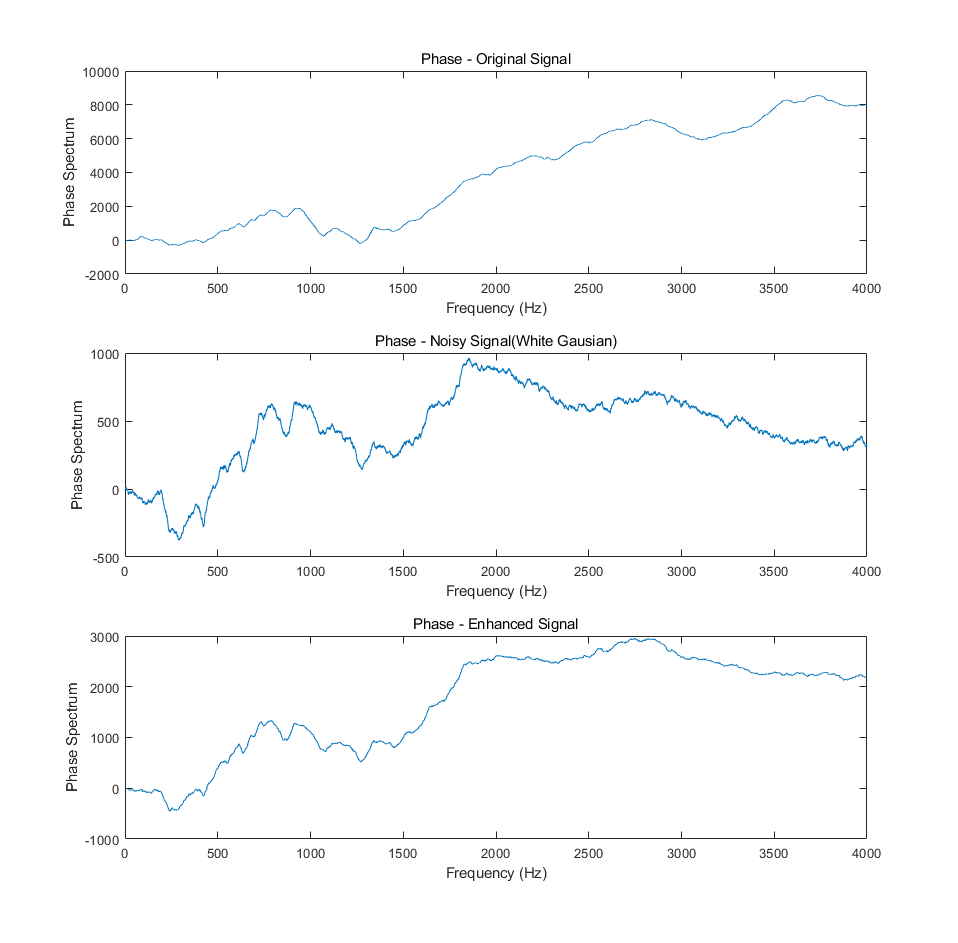 Phase - Original Signal
10000
8000
6000
4000
2000
0
-2000
Phase Spectrum
0 500 1000 1500 2000 2500 3000 3500 4000
Frequency (Hz)
Phase - Noisy Signal(White Gausian)
1000
500
0
-500
Phase Spectrum
0 500 1000 1500 2000 2500 3000 3500 4000
Frequency (Hz)
Phase - Enhanced Signal
3000
2000
1000
0
-1000
Phase Spectrum
0 500 1000 1500 2000 2500 3000 3500 4000
Frequency (Hz)